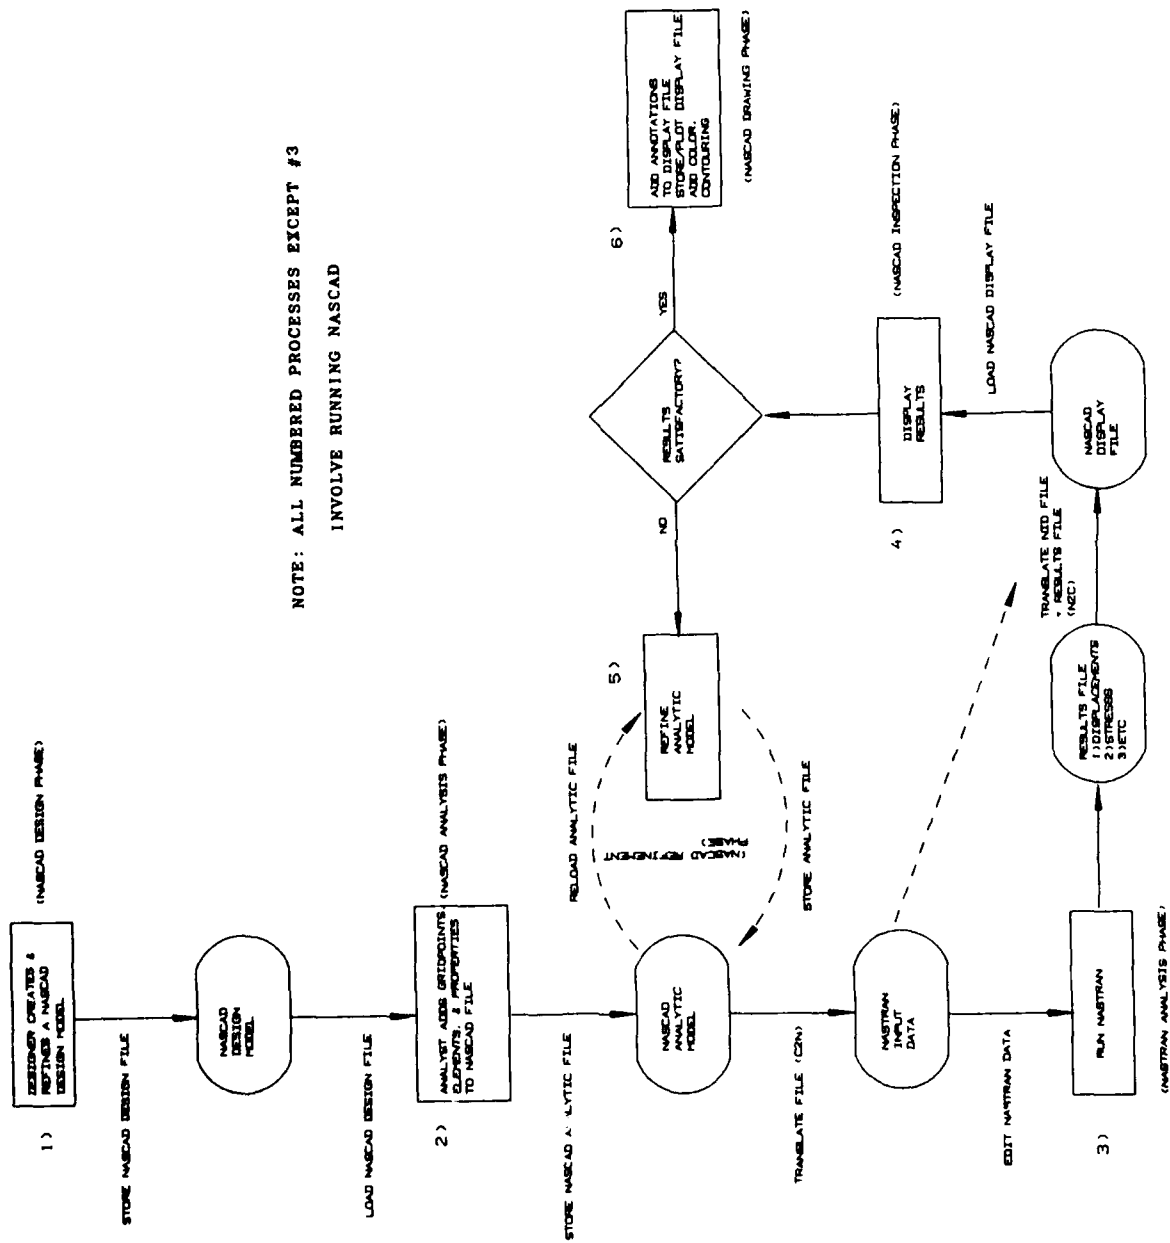 NOTE: ALL NUMBERED PROCESSES EXCEPT #3
INVOLVE RUNNING NASCAD
1)
DESIGNER CREATES &
REFINES A NASCAD
DESIGN MODEL
(NASCAD DESIGN PHASE)
STORE NASCAD DESIGN FILE
NASCAD
DESIGN
MODEL
LOAD NASCAD DESIGN FILE
2)
ANALYST ADDS GRIDPOINTS,
ELEMENTS, & PROPERTIES
TO NASCAD FILE
(NASCAD ANALYSIS PHASE)
STORE NASCAD A LYTIC FILE
NASCAD
ANALYTIC
MODEL
RELOAD ANALYTIC FILE
(NASCAD REFINEMENT
PHASE)
STORE ANALYTIC FILE
5)
REFINE
ANALYTIC
MODEL
TRANSLATE FILE (C2N)
NASTRAN
INPUT
DATA
EDIT NASTRAN DATA
3)
RUN NASTRAN
(NASTRAN ANALYSIS PHASE)
RESULTS FILE
1)DISPLACEMENTS
2)STRESSS
3)ETC
TRANSLATE NID FILE
+ RESULTS FILE
(N2C)
NASCAD
DISPLAY
FILE
LOAD NASCAD DISPLAY FILE
4)
DISPLAY
RESULTS
(NASCAD INSPECTION PHASE)
RESULTS
SATISFACTORY?
NO
YES
6)
ADD ANNOTATIONS
TO DISPLAY FILE
STORE/PLOT DISPLAY FILE
ADD COLOR,
CONTOURING
(NASCAD DRAWING PHASE)